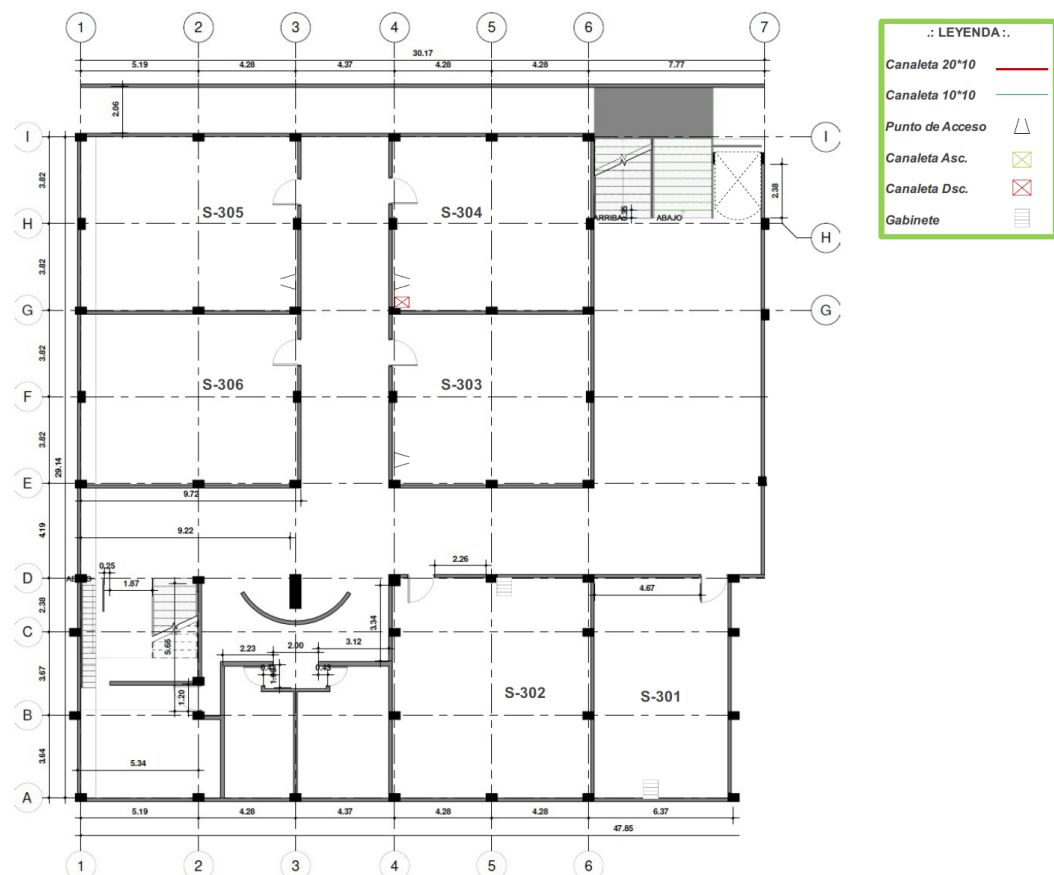 1 2 3 4 5 6 7
30.17
5.19 4.28 4.37 4.28 4.28 7.77
2.06
I I
3.82 2.38
S-305 S-304
ARRIBA ABAJO
H H
3.82
G G
3.82
S-306 S-303
F
3.82
29.14
E
9.72
4.19
9.22
0.25 2.26
D
1.87 4.67
2.38
3.34
C
5.65
2.23 2.00 3.12
0.43
3.67
1.20
S-302 S-301
B
3.64
5.34
A
5.19 4.28 4.37 4.28 4.28 6.37
47.85
1 2 3 4 5 6
.: LEYENDA :.
Canaleta 20*10
Canaleta 10*10
Punto de Acceso
Canaleta Asc.
Canaleta Dsc.
Gabinete